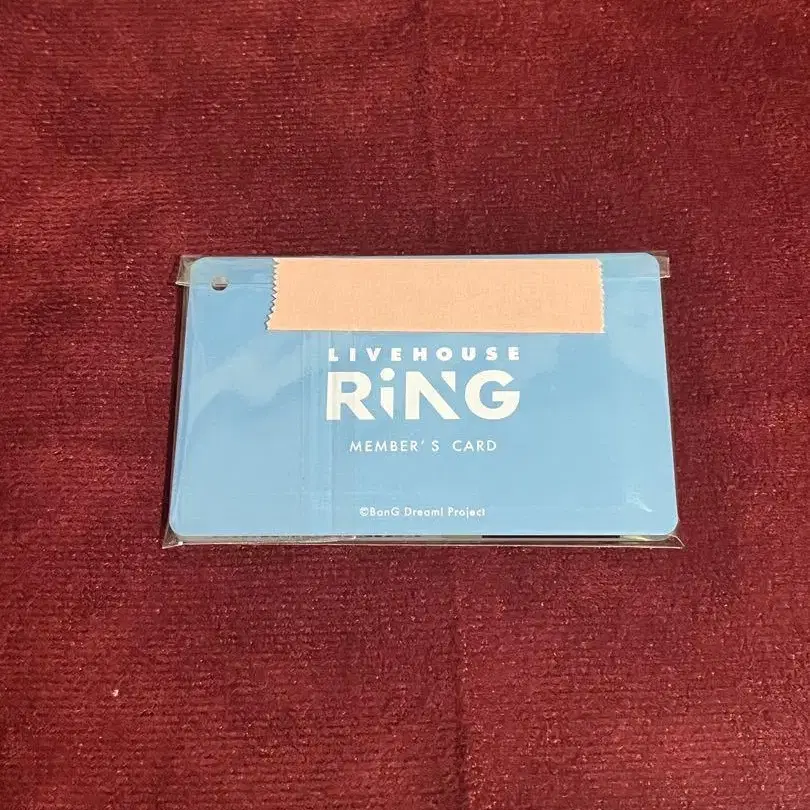 LIVEHOUSE
RiNG
MEMBER'S CARD
©BanG Dream! Project